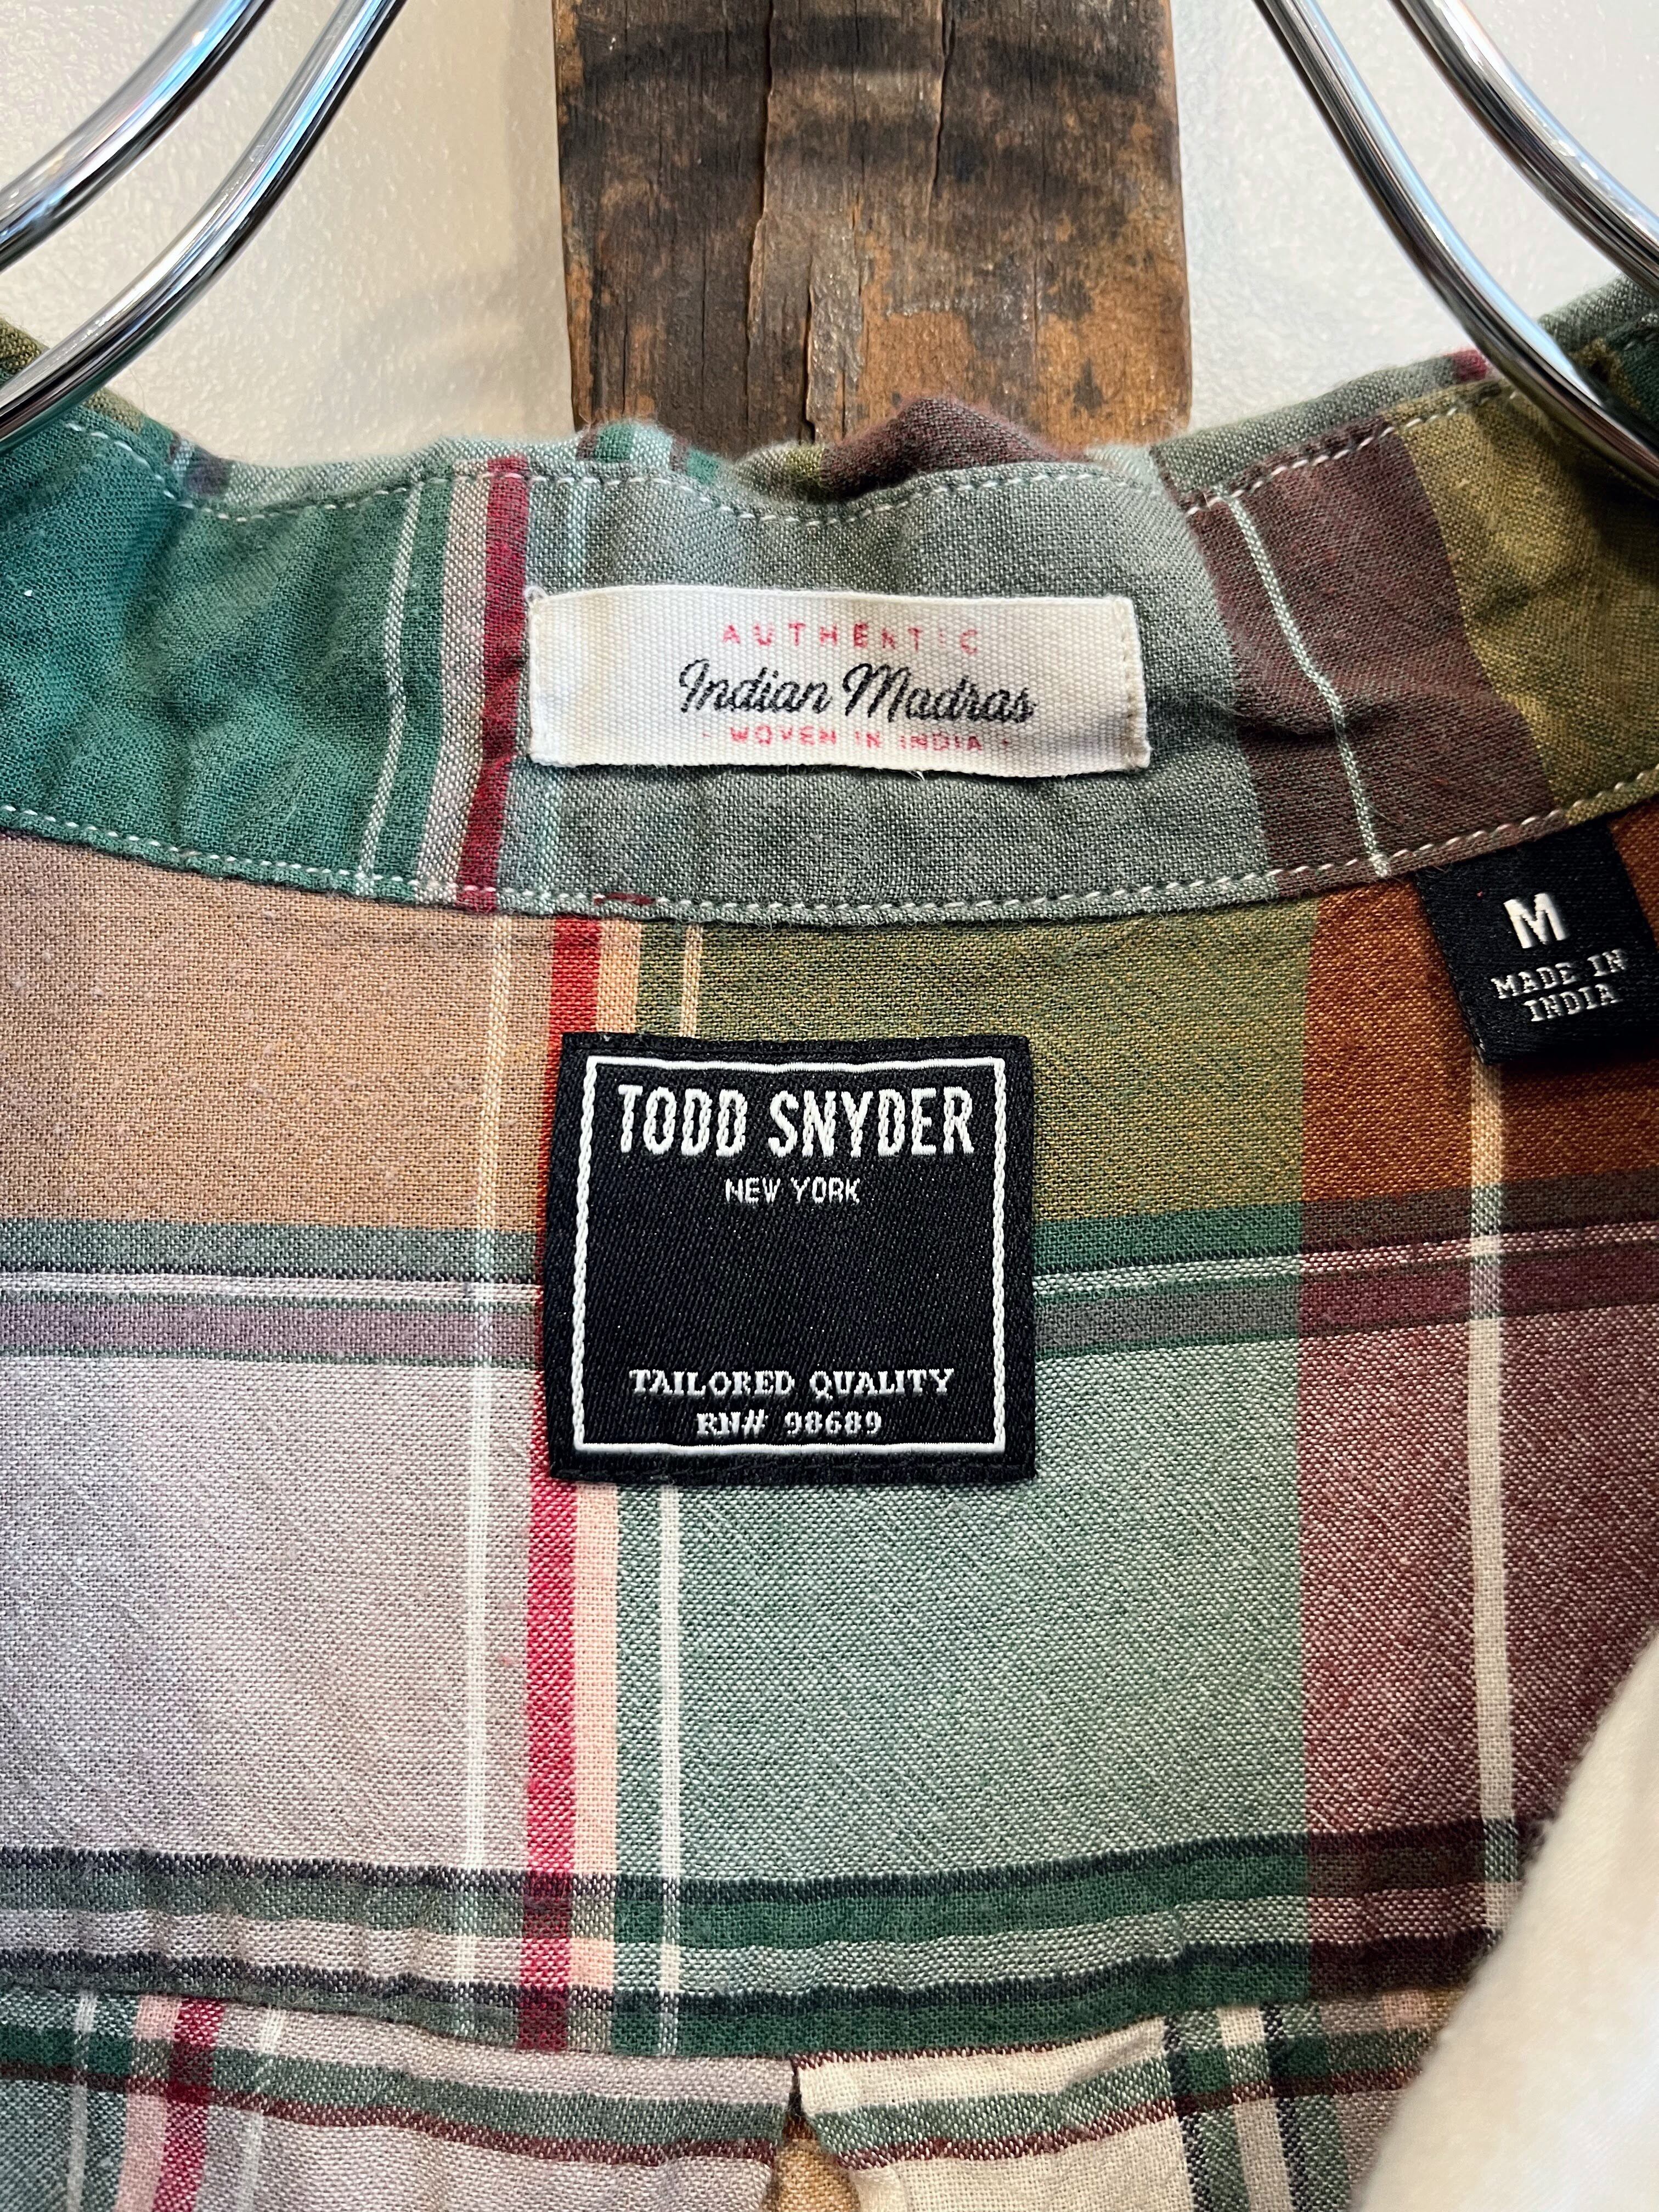 AUTHENTIC
Indian Madras
- WOVEN IN INDIA -
M
MADE IN
INDIA
TODD SNYDER
NEW YORK
TAILORED QUALITY
RN# 98689